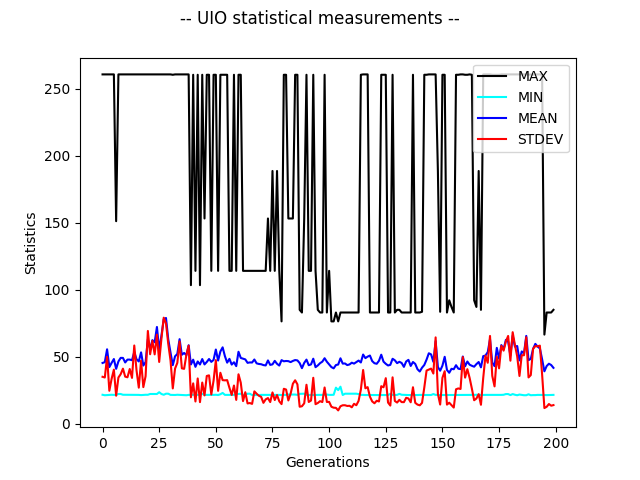 -- UIO statistical measurements --
MAX
MIN
MEAN
STDEV
250
200
150
100
50
0
Statistics
0 25 50 75 100 125 150 175 200
Generations